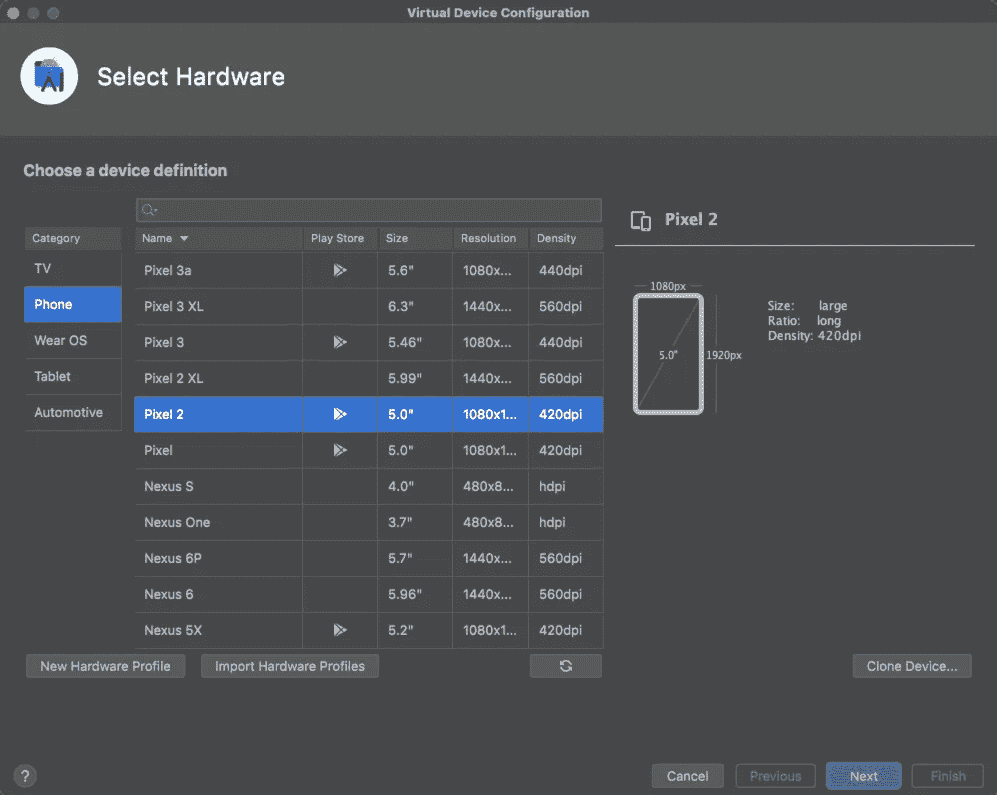 Virtual Device Configuration
Select Hardware
Choose a device definition
Category
TV
Phone
Wear OS
Tablet
Automotive
Name Play Store Size Resolution Density
Pixel 3a 5.6" 1080x... 440dpi
Pixel 3 XL 6.3" 1440x... 560dpi
Pixel 3 5.46" 1080x... 440dpi
Pixel 2 XL 5.99" 1440x... 560dpi
Pixel 2 5.0" 1080x1... 420dpi
Pixel 5.0" 1080x1... 420dpi
Nexus S 4.0" 480x8... hdpi
Nexus One 3.7" 480x8... hdpi
Nexus 6P 5.7" 1440x... 560dpi
Nexus 6 5.96" 1440x... 560dpi
Nexus 5X 5.2" 1080x1... 420dpi
New Hardware Profile Import Hardware Profiles
Pixel 2
1080px
5.0"
1920px
Size: large
Ratio: long
Density: 420dpi
Clone Device...
? Cancel Previous Next Finish